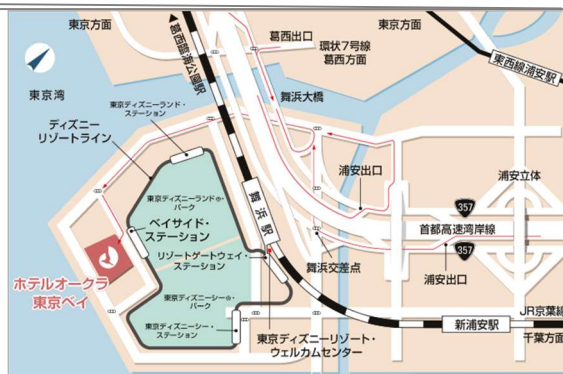 東京方面
葛西出口
環状7号線
葛西方面
東京方面
▲葛西臨海公園駅
東西線浦安駅
東京湾
東京ディズニーランド・
ステーション
舞浜大橋
ディズニー
リゾートライン
浦安出口
浦安立体
357
東京ディズニーランド®・
パーク
舞浜駅
首都高速湾岸線
ベイサイド・
ステーション
357
リゾートゲートウェイ・
ステーション
舞浜交差点
浦安出口
ホテルオークラ
東京ベイ
東京ディズニーシー®・
パーク
東京ディズニーシー・
ステーション
新浦安駅
JR京葉線
千葉方面
東京ディズニーリゾート・
ウェルカムセンター